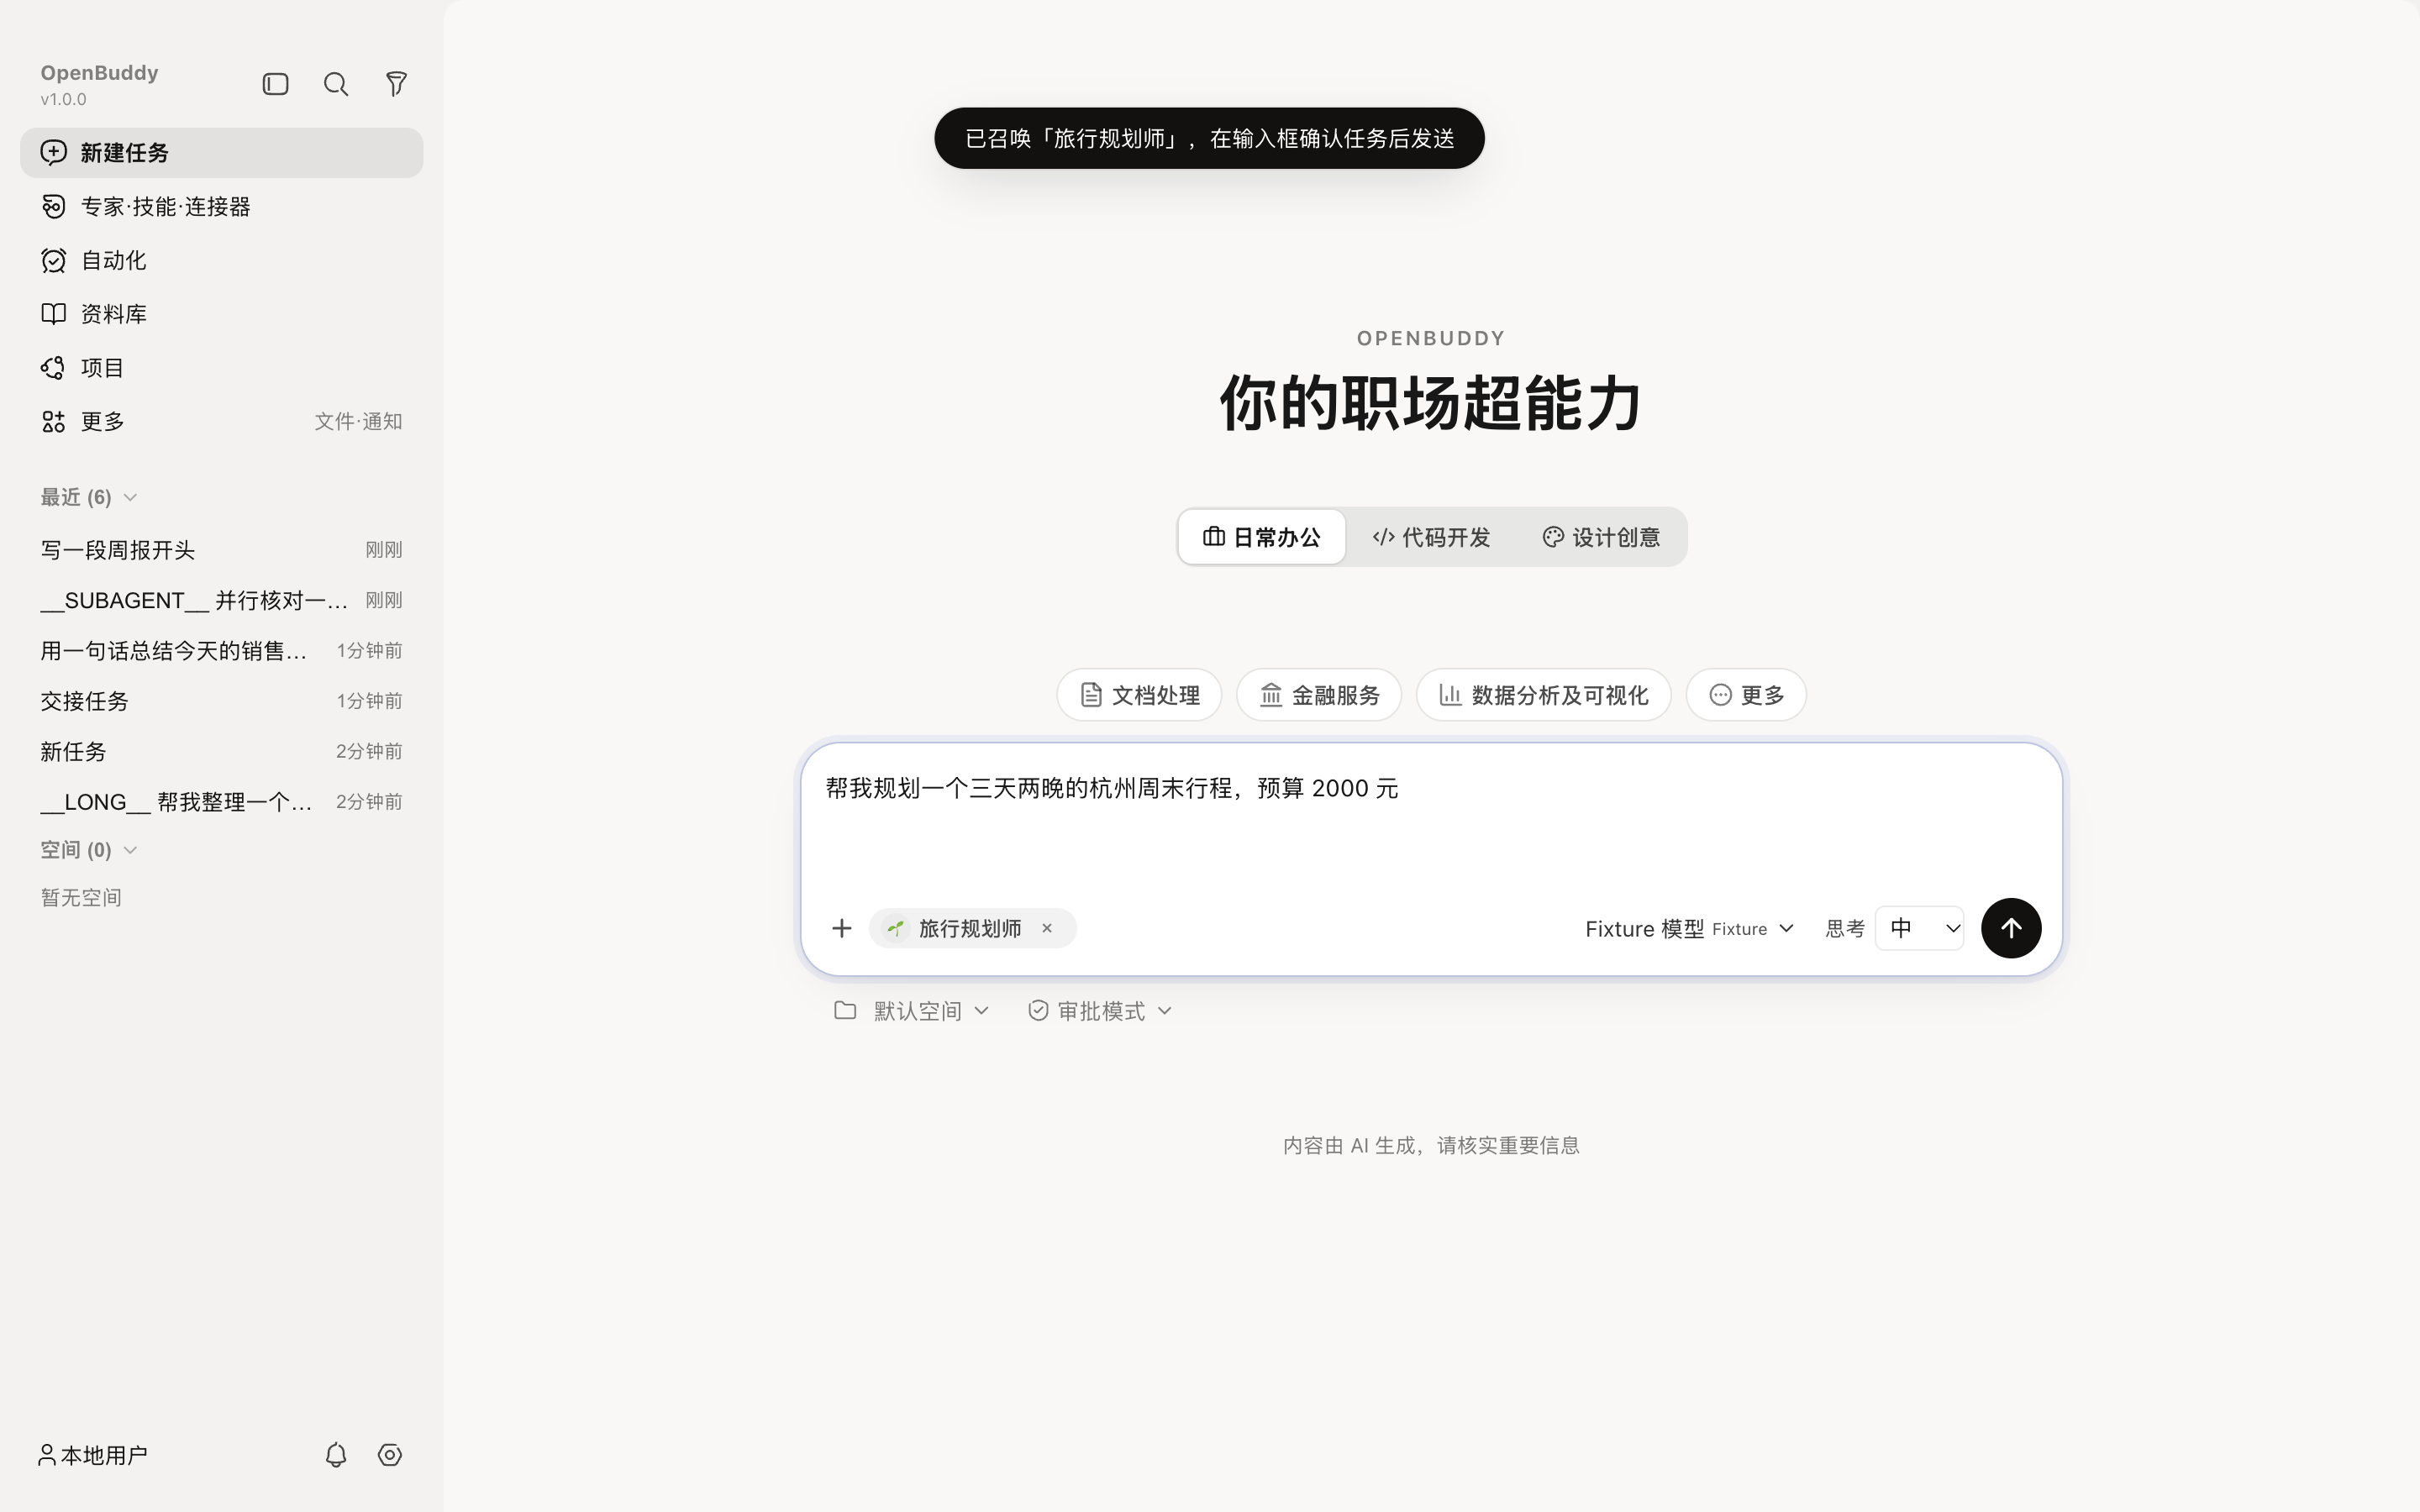 OpenBuddy
v1.0.0
新建任务
专家·技能·连接器
自动化
资料库
项目
更多 文件·通知
最近 (6)
写一段周报开头 刚刚
__SUBAGENT__ 并行核对一... 刚刚
用一句话总结今天的销售... 1分钟前
交接任务 1分钟前
新任务 2分钟前
__LONG__ 帮我整理一个... 2分钟前
空间 (0)
暂无空间
本地用户
已召唤「旅行规划师」，在输入框确认任务后发送
OPENBUDDY
你的职场超能力
日常办公 代码开发 设计创意
文档处理 金融服务 数据分析及可视化 更多
帮我规划一个三天两晚的杭州周末行程，预算 2000 元
旅行规划师 × Fixture 模型 Fixture 思考 中
默认空间 审批模式
内容由 AI 生成，请核实重要信息